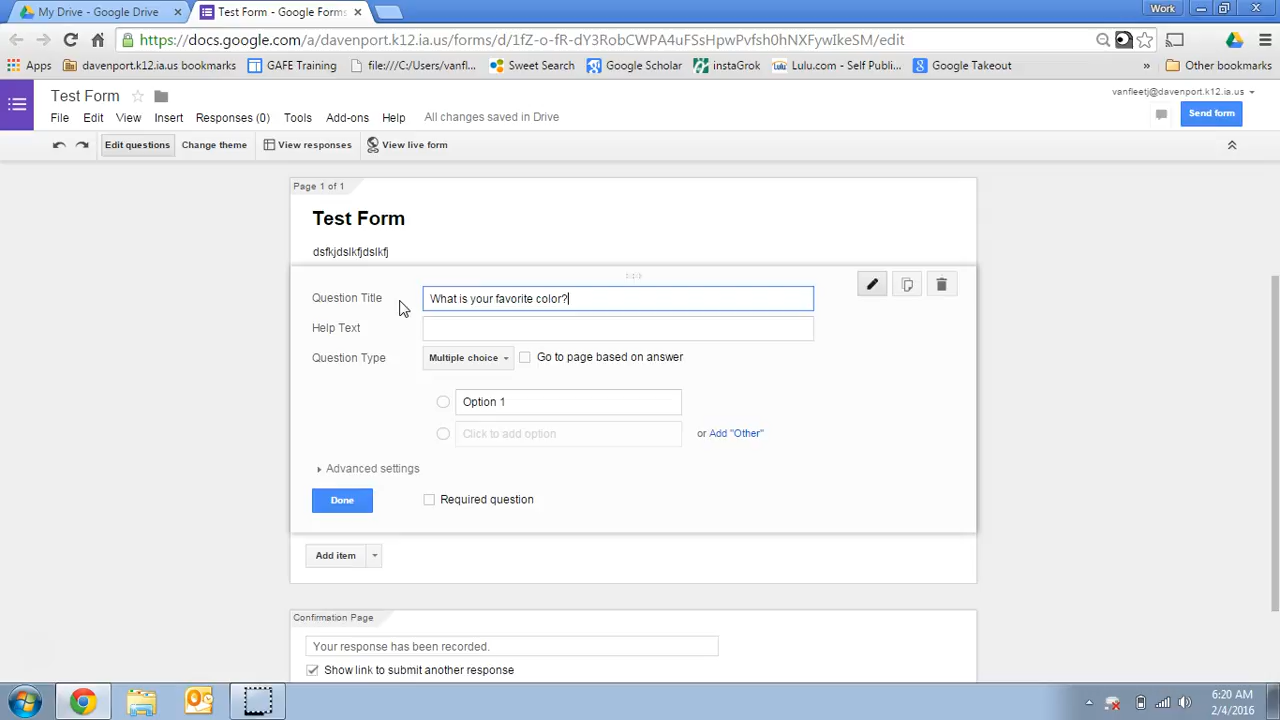 My Drive - Google Drive
Test Form - Google Forms
Work
https://docs.google.com/a/davenport.k12.ia.us/forms/d/1fZ-o-fR-dY3RobCWPA4uFSsHpwPvfsh0hNXFywIkeSM/edit
Apps davenport.k12.ia.us bookmarks GAFE Training file:///C:/Users/vanfl... Sweet Search Google Scholar instaGrok Lulu.com - Self Publi... Google Takeout » Other bookmarks
Test Form
vanfleetj@davenport.k12.ia.us
File Edit View Insert Responses (0) Tools Add-ons Help All changes saved in Drive
Send form
Edit questions Change theme View responses View live form
Page 1 of 1
Test Form
dsfkjdslkfjdslkfj
Question Title What is your favorite color?
Help Text
Question Type Multiple choice Go to page based on answer
Option 1
Click to add option or Add "Other"
Advanced settings
Done Required question
Add item
Confirmation Page
Your response has been recorded.
Show link to submit another response
6:20 AM
2/4/2016